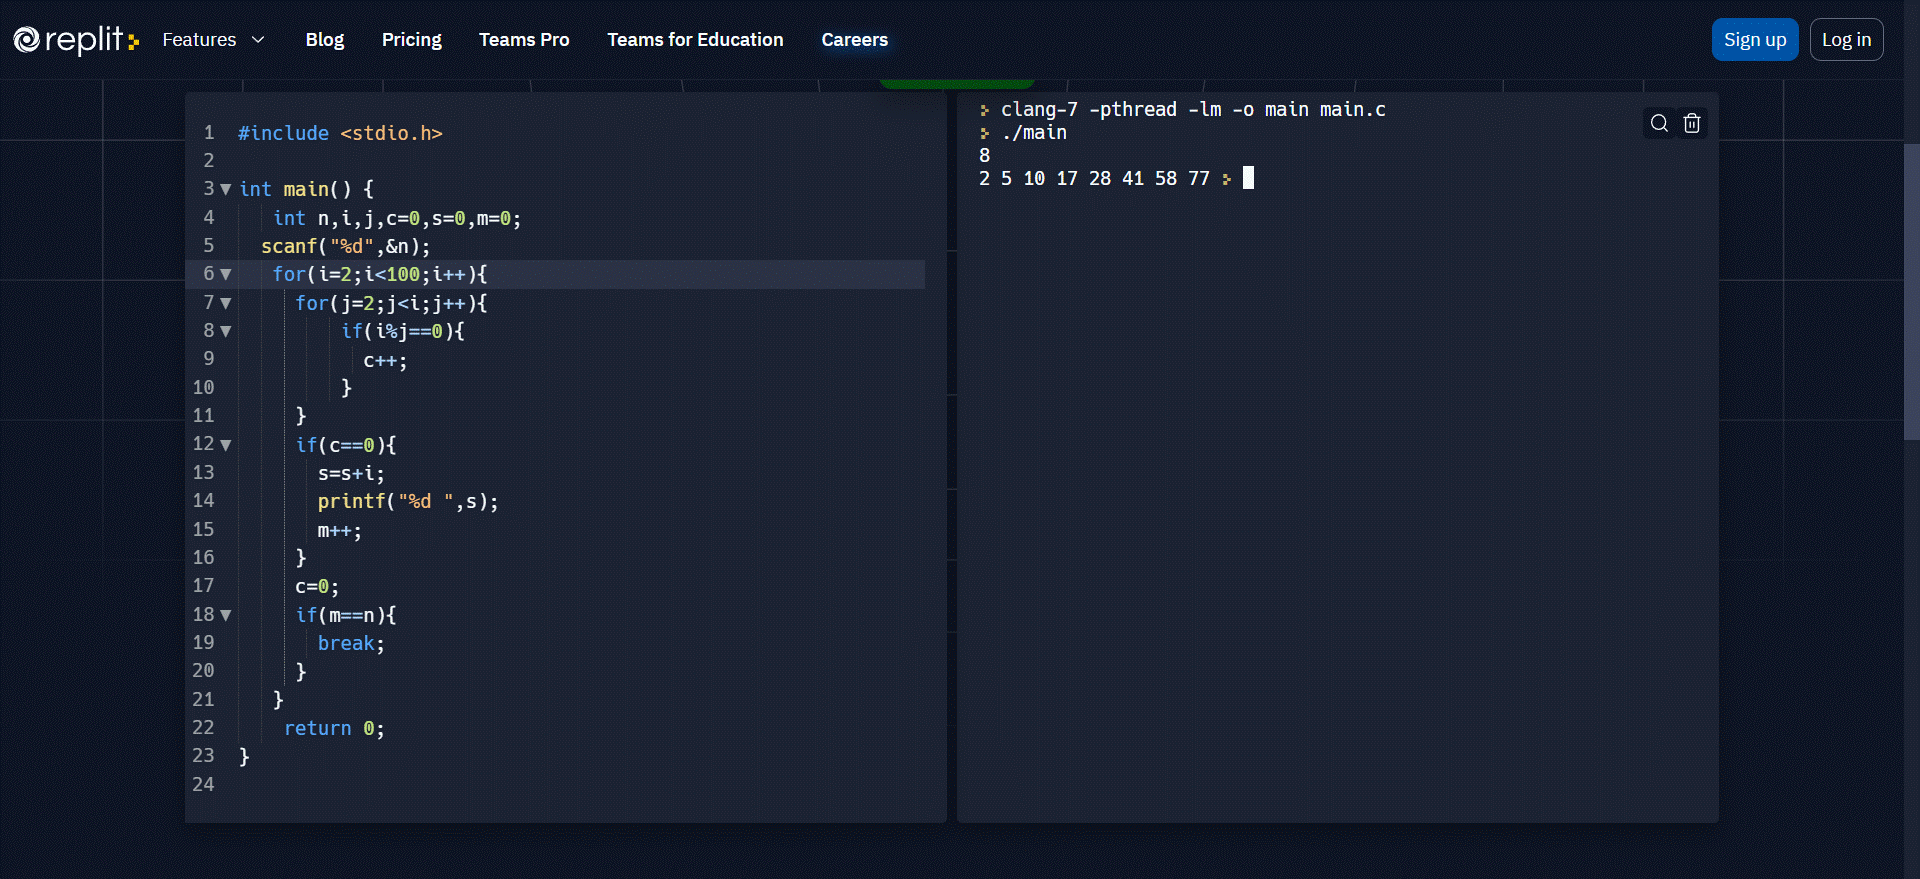 replit Features Blog Pricing Teams Pro Teams for Education Careers Sign up Log in
1 #include <stdio.h>
2
3 int main() {
4 int n,i,j,c=0,s=0,m=0;
5 scanf("%d",&n);
6 for(i=2;i<100;i++){
7 for(j=2;j<i;j++){
8 if(i%j==0){
9 c++;
10 }
11 }
12 if(c==0){
13 s=s+i;
14 printf("%d ",s);
15 m++;
16 }
17 c=0;
18 if(m==n){
19 break;
20 }
21 }
22 return 0;
23 }
24
clang-7 -pthread -lm -o main main.c
./main
8
2 5 10 17 28 41 58 77